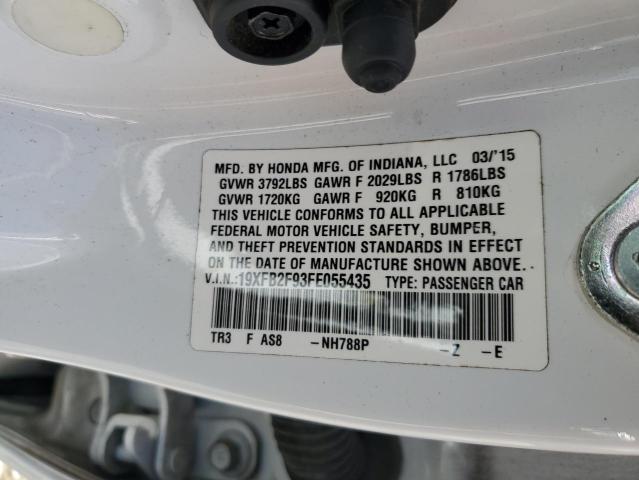 MFD. BY HONDA MFG. OF INDIANA, LLC 03/'15
GVWR 3792LBS GAWR F 2029LBS R 1786LBS
GVWR 1720KG GAWR F 920KG R 810KG
THIS VEHICLE CONFORMS TO ALL APPLICABLE
FEDERAL MOTOR VEHICLE SAFETY, BUMPER,
AND THEFT PREVENTION STANDARDS IN EFFECT
ON THE DATE OF MANUFACTURE SHOWN ABOVE.
V.I.N.:19XFB2F93FE055435 TYPE: PASSENGER CAR
TR3 F AS8 -NH788P -Z -E